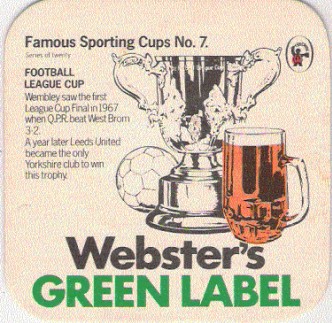 Famous Sporting Cups No. 7.
Series of twenty
FOOTBALL
LEAGUE CUP
Wembley saw the first
League Cup Final in 1967
when Q.P.R. beat West Brom
3-2.
A year later Leeds United
became the only
Yorkshire club to win
this trophy.
Webster's
GREEN LABEL